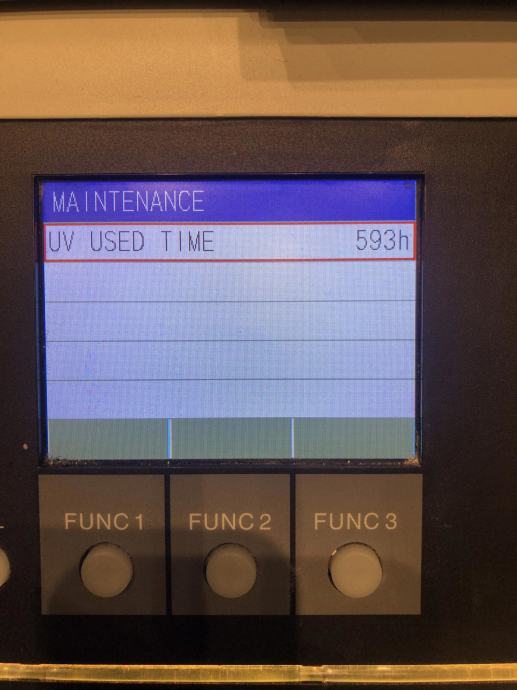 MAINTENANCE
UV USED TIME 593h
FUNC1 FUNC2 FUNC3